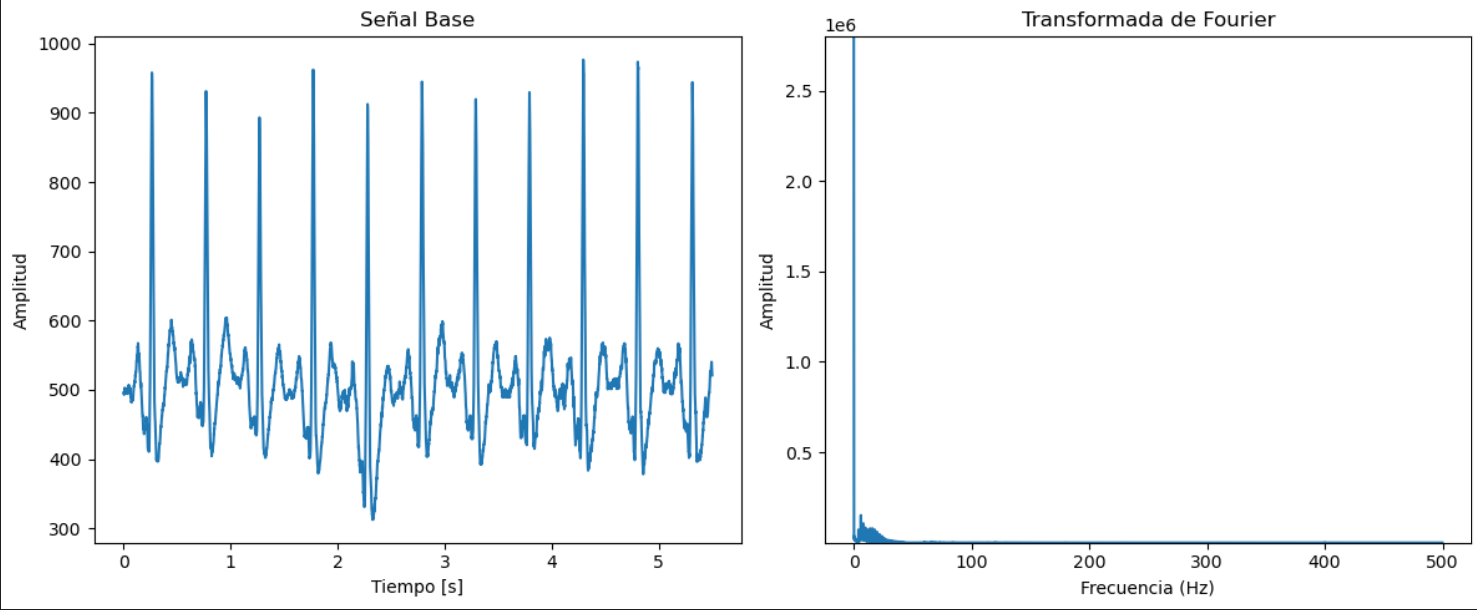 Señal Base
1000
900
800
700
600
500
400
300
Amplitud
0 1 2 3 4 5
Tiempo [s]
Transformada de Fourier
1e6
2.5
2.0
1.5
1.0
0.5
Amplitud
0 100 200 300 400 500
Frecuencia (Hz)